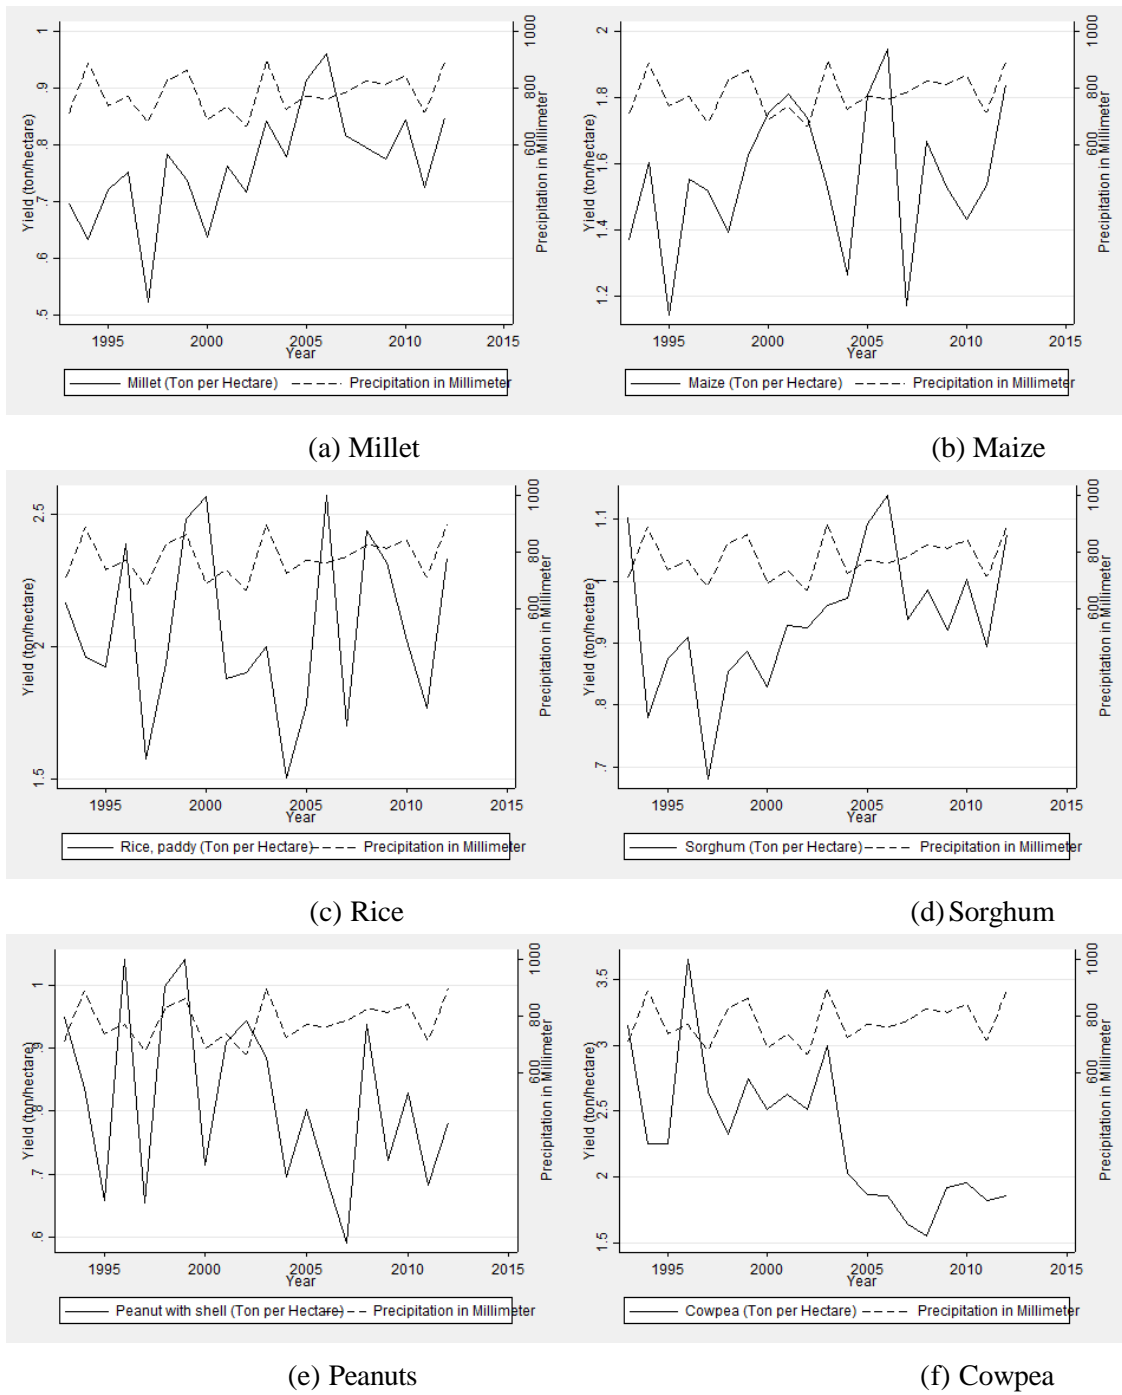 Yield (ton/hectare)
.5 .6 .7 .8 .9 1
Precipitation in Millimeter
600 800 1000
1995 2000 2005 2010 2015
Year
Millet (Ton per Hectare) Precipitation in Millimeter
Yield (ton/hectare)
1.2 1.4 1.6 1.8 2
Precipitation in Millimeter
600 800 1000
1995 2000 2005 2010 2015
Year
Maize (Ton per Hectare) Precipitation in Millimeter
(a) Millet (b) Maize
Yield (ton/hectare)
1.5 2 2.5
Precipitation in Millimeter
600 800 1000
1995 2000 2005 2010 2015
Year
Rice, paddy (Ton per Hectare) Precipitation in Millimeter
Yield (ton/hectare)
.7 .8 .9 1 1.1
Precipitation in Millimeter
600 800 1000
1995 2000 2005 2010 2015
Year
Sorghum (Ton per Hectare) Precipitation in Millimeter
(c) Rice (d) Sorghum
Yield (ton/hectare)
.6 .7 .8 .9 1
Precipitation in Millimeter
600 800 1000
1995 2000 2005 2010 2015
Year
Peanut with shell (Ton per Hectare) Precipitation in Millimeter
Yield (ton/hectare)
1.5 2 2.5 3 3.5
Precipitation in Millimeter
600 800 1000
1995 2000 2005 2010 2015
Year
Cowpea (Ton per Hectare) Precipitation in Millimeter
(e) Peanuts (f) Cowpea